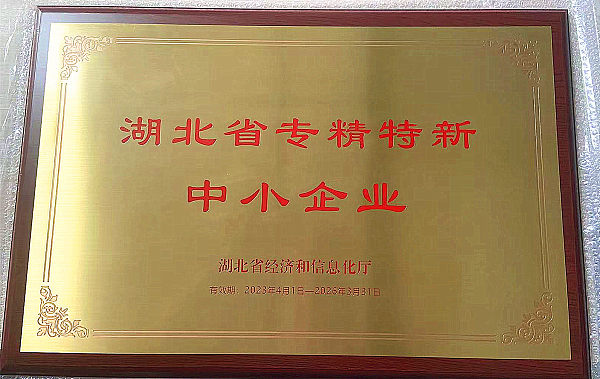 湖北省专精特新
中小企业
湖北省经济和信息化厅
有效期：2023年4月1日—2026年3月31日